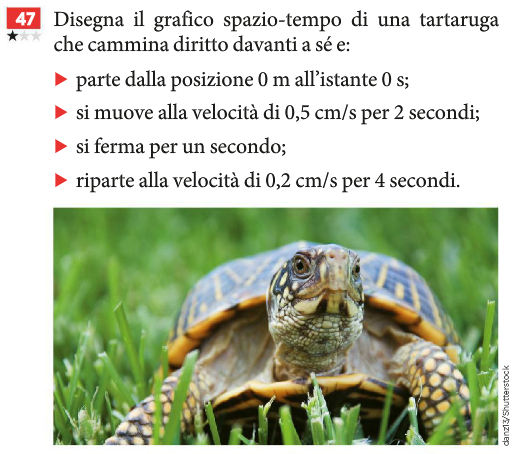 47
Disegna il grafico spazio-tempo di una tartaruga
che cammina diritto davanti a sé e:
▶ parte dalla posizione 0 m all'istante 0 s;
▶ si muove alla velocità di 0,5 cm/s per 2 secondi;
▶ si ferma per un secondo;
▶ riparte alla velocità di 0,2 cm/s per 4 secondi.
danz13/Shutterstock